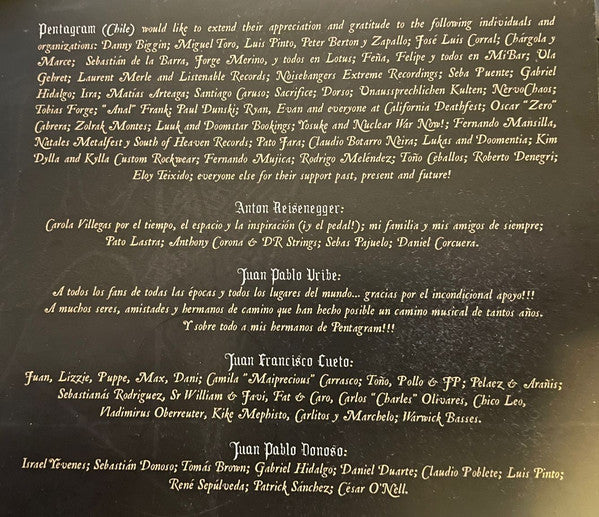 Pentagram (Chile) would like to extend their appreciation and gratitude to the following individuals and
organizations: Danny Biggin; Miguel Toro, Luis Pinto, Peter Berton y Zapallo; José Luis Corral; Chárgola y
Marce; Sebastián de la Barra, Jorge Merino, y todos en Lotus; Feña, Felipe y todos en MiBar; Ula
Gehret; Laurent Merle and Listenable Records; Noisebangers Extreme Recordings; Seba Puente; Gabriel
Hidalgo; Isra; Matías Arteaga; Santiago Caruso; Sacrifice; Dorso; Unaussprechlichen Kulten; NervoChaos;
Tobias Forge; "Anal" Frank; Paul Dunski; Ryan, Evan and everyone at California Deathfest; Oscar "Zero"
Cabrera; Zolrak Montes; Luuk and Doomstar Bookings; Yosuke and Nuclear War Now!; Fernando Mansilla,
Natales Metalfest y South of Heaven Records; Pato Jara; Claudio Botarro Neira; Lukas and Doomentia; Kim
Dylla and Kylla Custom Rockwear; Fernando Mujica; Rodrigo Meléndez; Toño Ceballos; Roberto Denegri;
Eloy Teixido; everyone else for their support past, present and future!
Anton Reisenegger:
Carola Villegas por el tiempo, el espacio y la inspiración (¡y el pedal!); mi familia y mis amigos de siempre;
Pato Lastra; Anthony Corona & DR Strings; Sebas Pajuelo; Daniel Corcuera.
Juan Pablo Uribe:
A todos los fans de todas las épocas y todos los lugares del mundo... gracias por el incondicional apoyo!!!
A muchos seres, amistades y hermanos de camino que han hecho posible un camino musical de tantos años.
Y sobre todo a mis hermanos de Pentagram!!!
Juan Francisco Cueto:
Juan, Lizzie, Puppe, Max, Dani; Camila "Maiprecious" Carrasco; Toño, Pollo & JP; Pelaez & Arañis;
Sebastianás Rodriguez, Sr William & Javi, Fat & Caro, Carlos "Charles" Olivares, Chico Leo,
Vladimirus Oberreuter, Kike Mephisto, Carlitos y Marchelo; Warwick Basses.
Juan Pablo Donoso:
Israel Yevenes; Sebastián Donoso; Tomás Brown; Gabriel Hidalgo; Daniel Duarte; Claudio Poblete; Luis Pinto;
René Sepúlveda; Patrick Sánchez; César O'Nell.